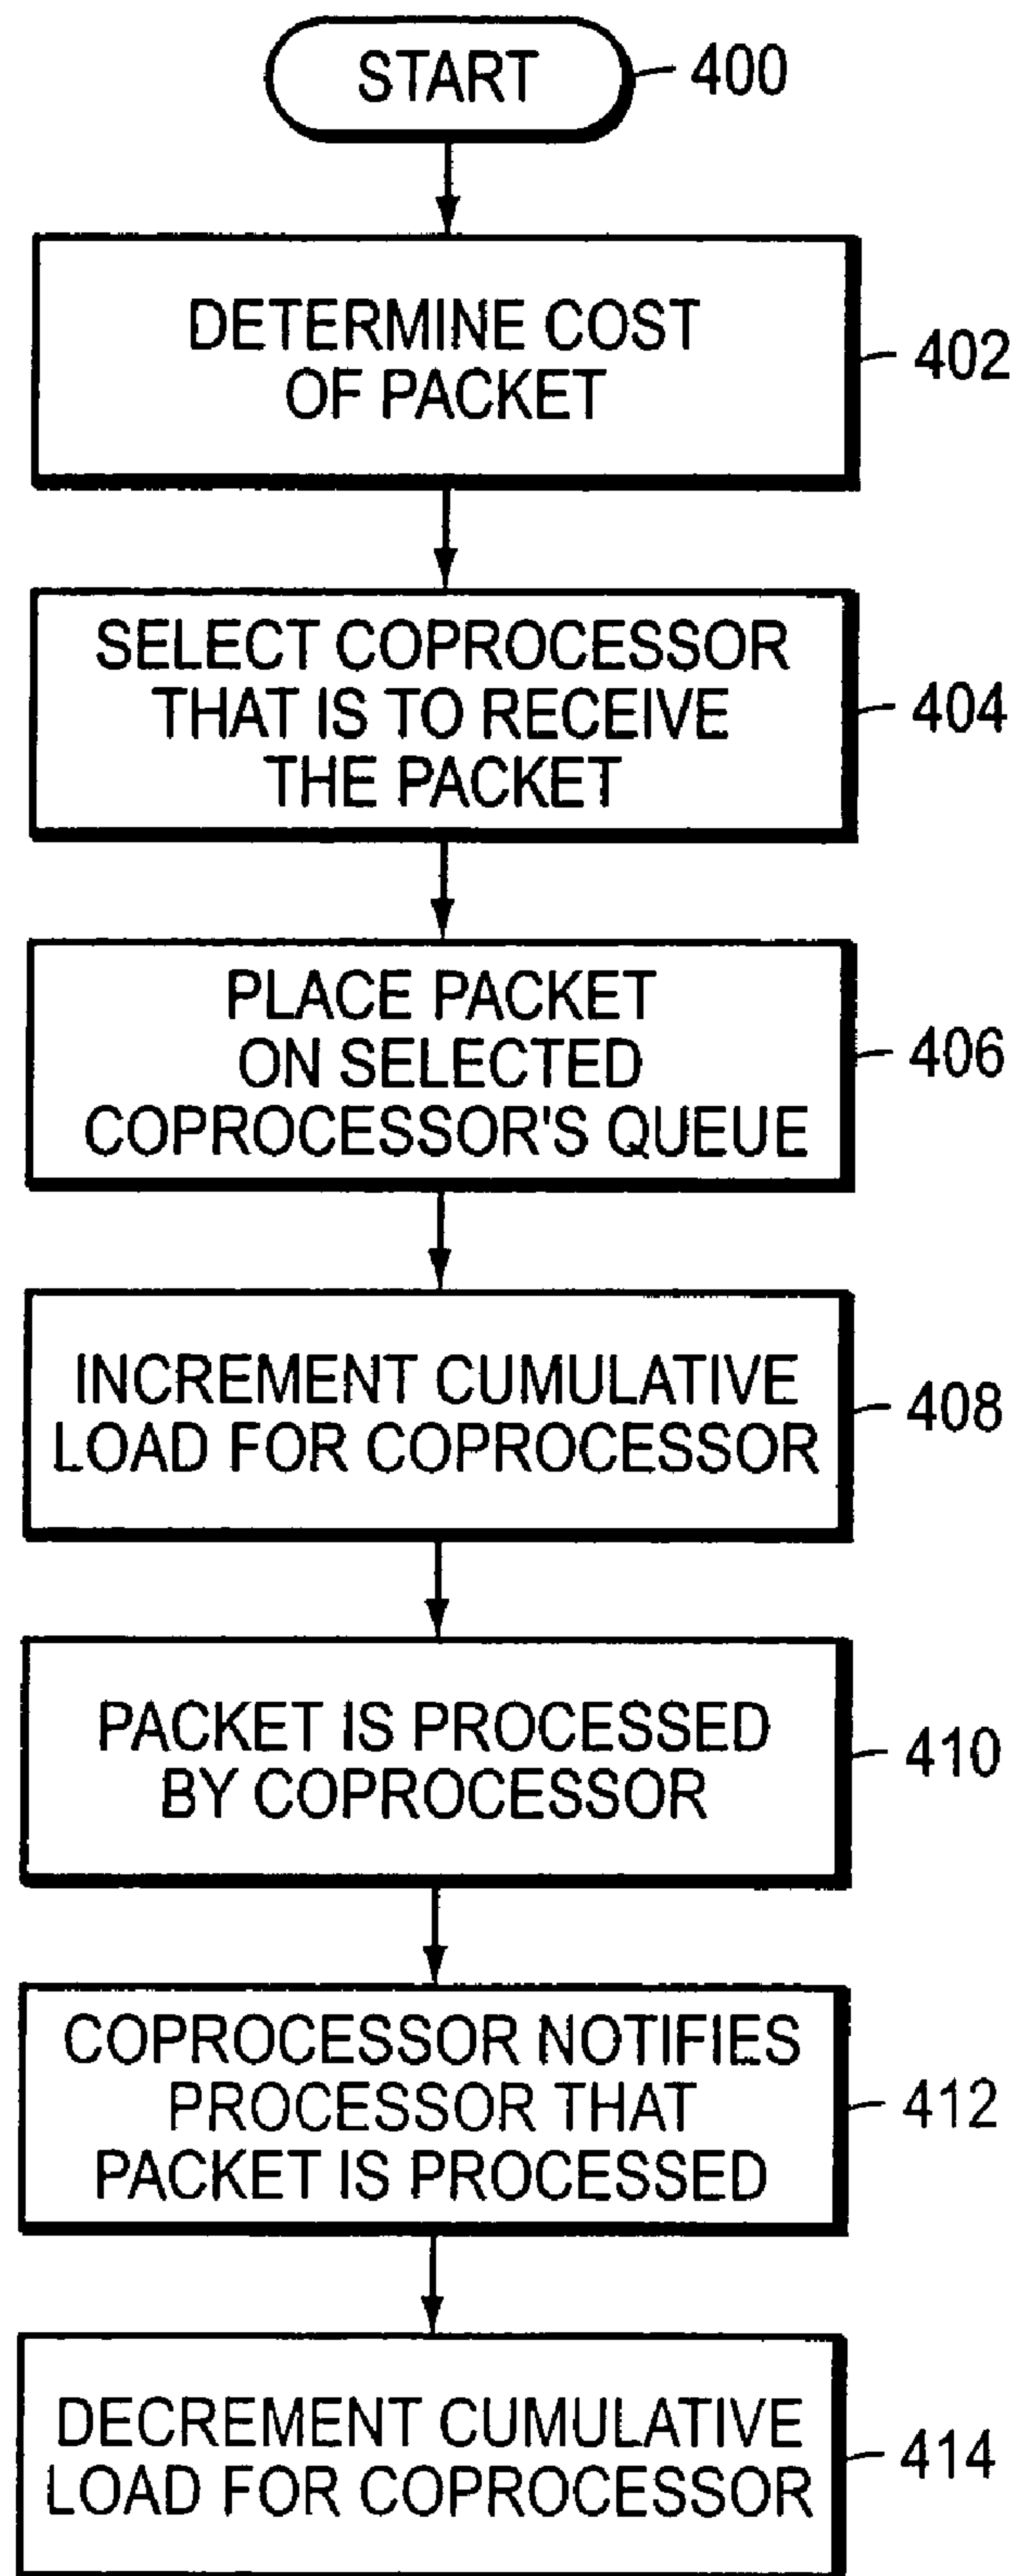 START
400
DETERMINE COST
OF PACKET
402
SELECT COPROCESSOR
THAT IS TO RECEIVE
THE PACKET
404
PLACE PACKET
ON SELECTED
COPROCESSOR'S QUEUE
406
INCREMENT CUMULATIVE
LOAD FOR COPROCESSOR
408
PACKET IS PROCESSED
BY COPROCESSOR
410
COPROCESSOR NOTIFIES
PROCESSOR THAT
PACKET IS PROCESSED
412
DECREMENT CUMULATIVE
LOAD FOR COPROCESSOR
414